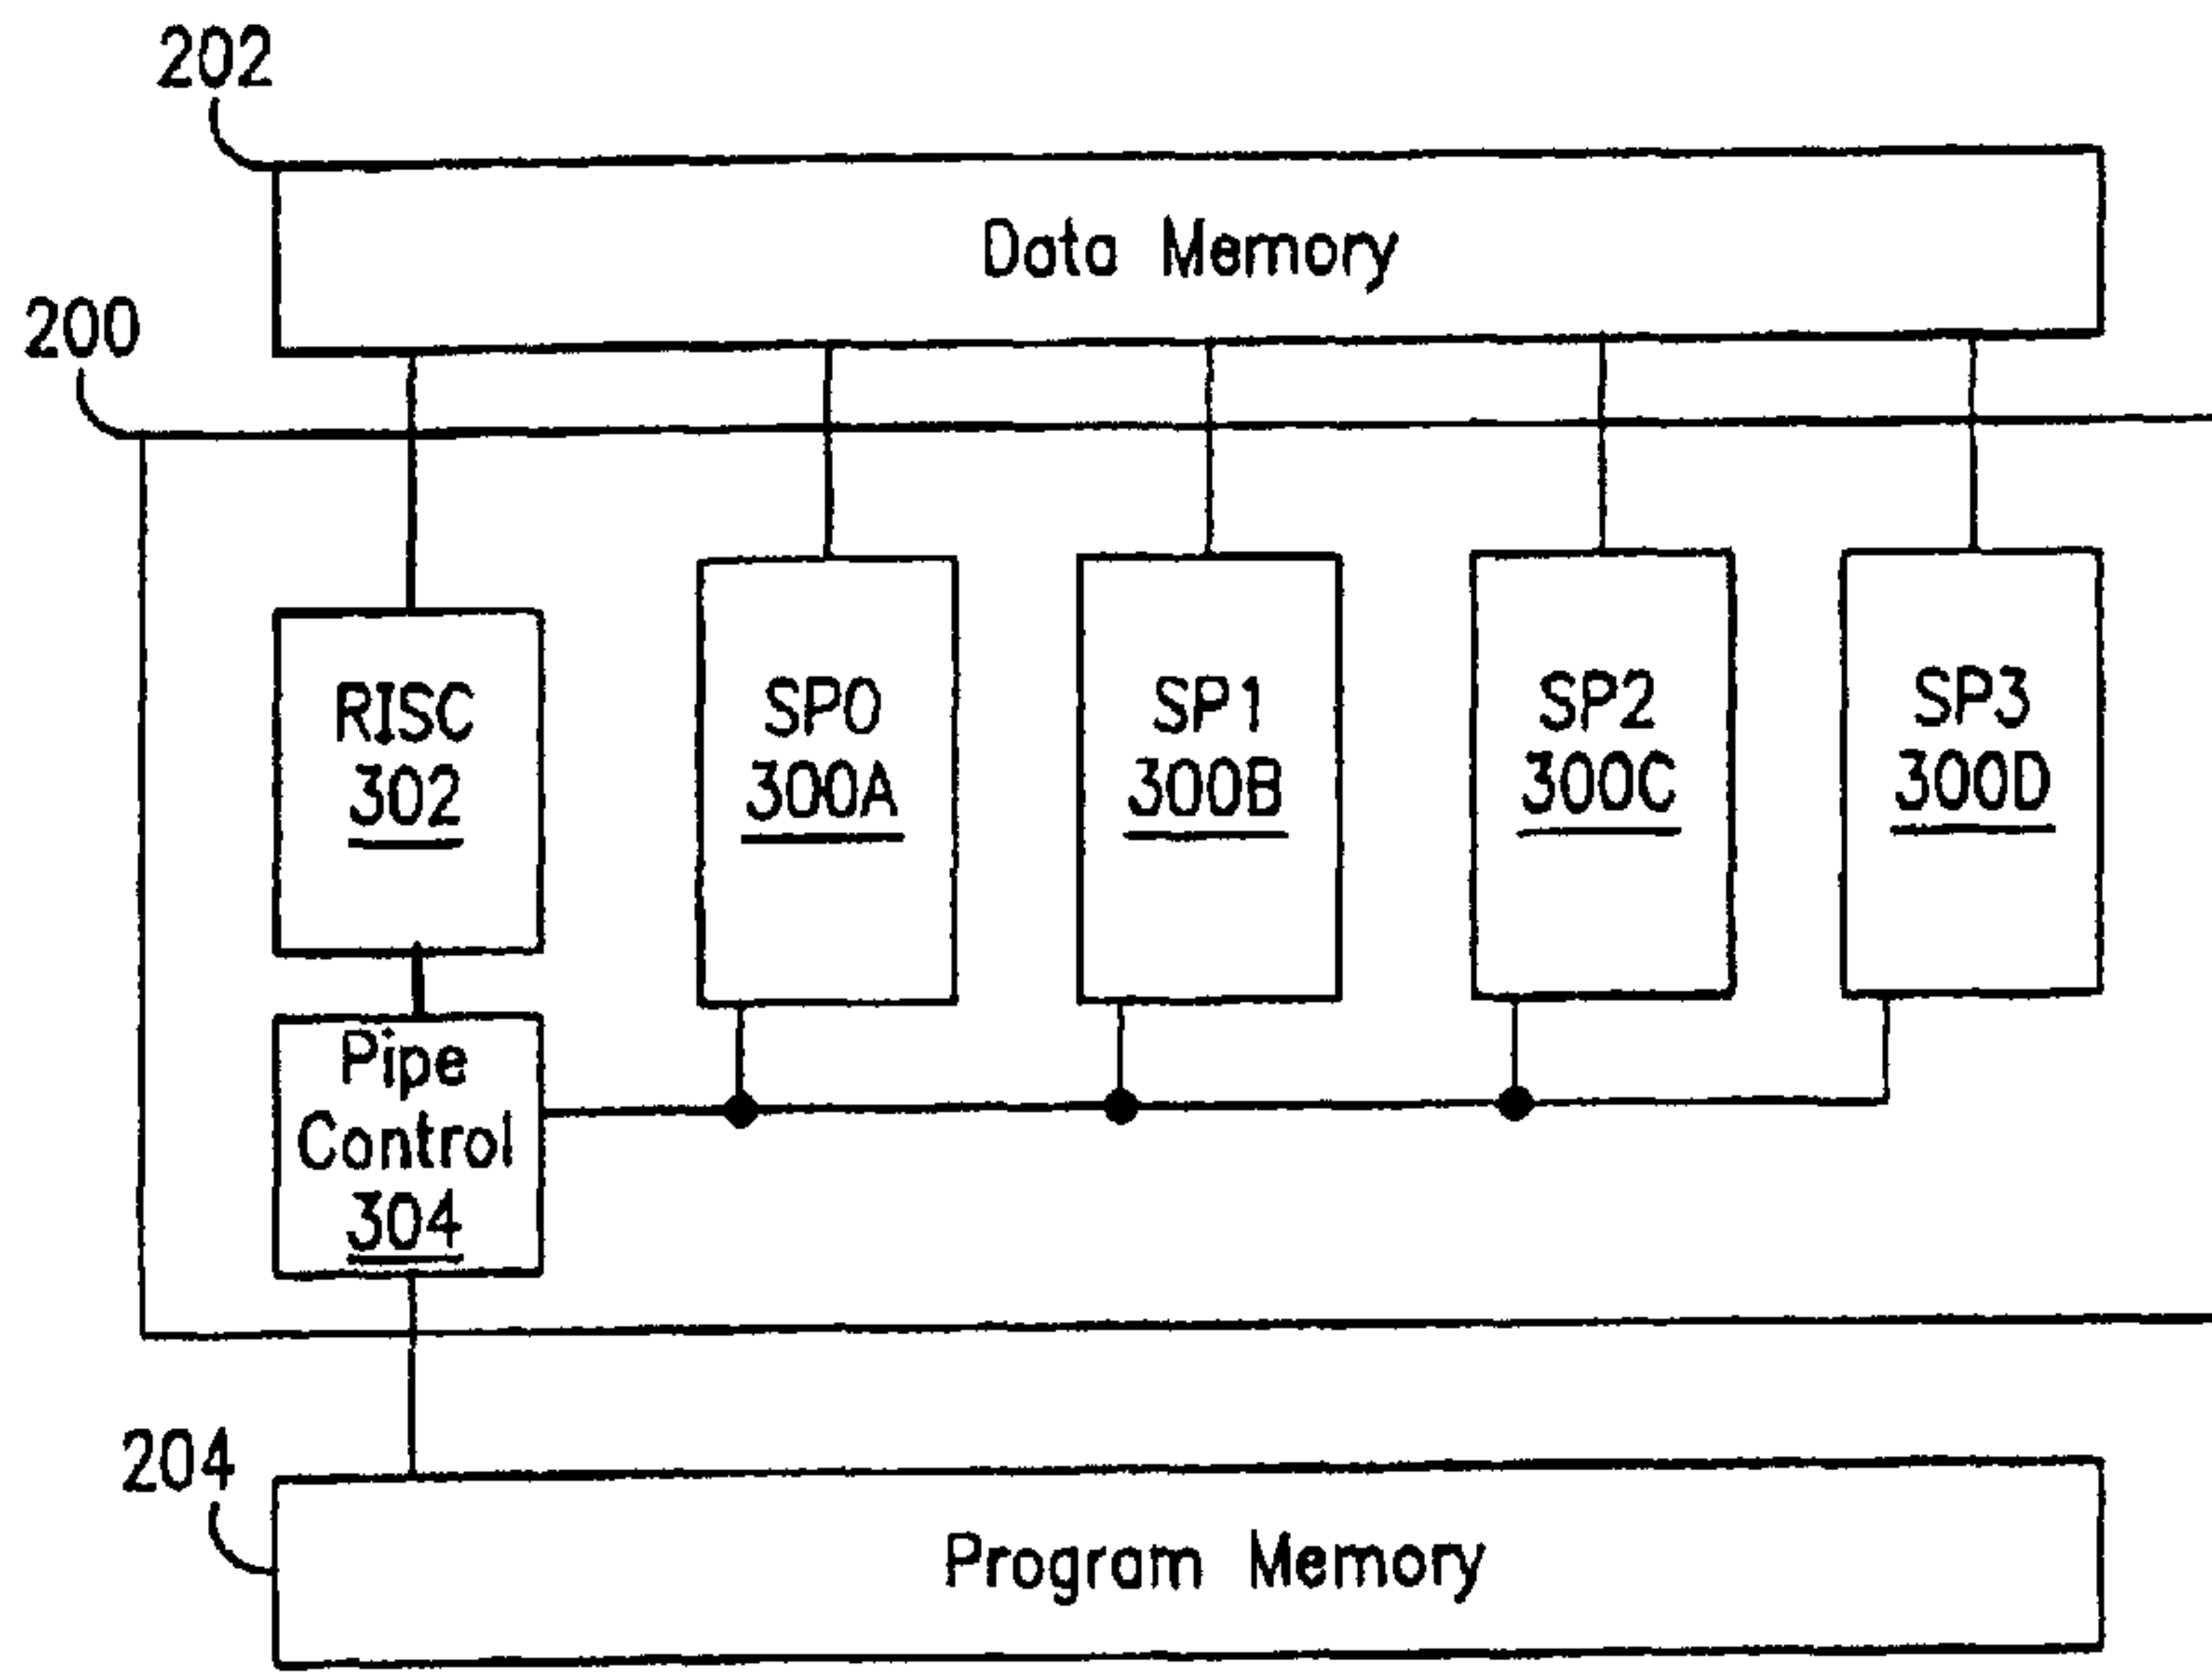 202
Data Memory
200
RISC
302
SP0
300A
SP1
300B
SP2
300C
SP3
300D
Pipe
Control
304
204
Program Memory